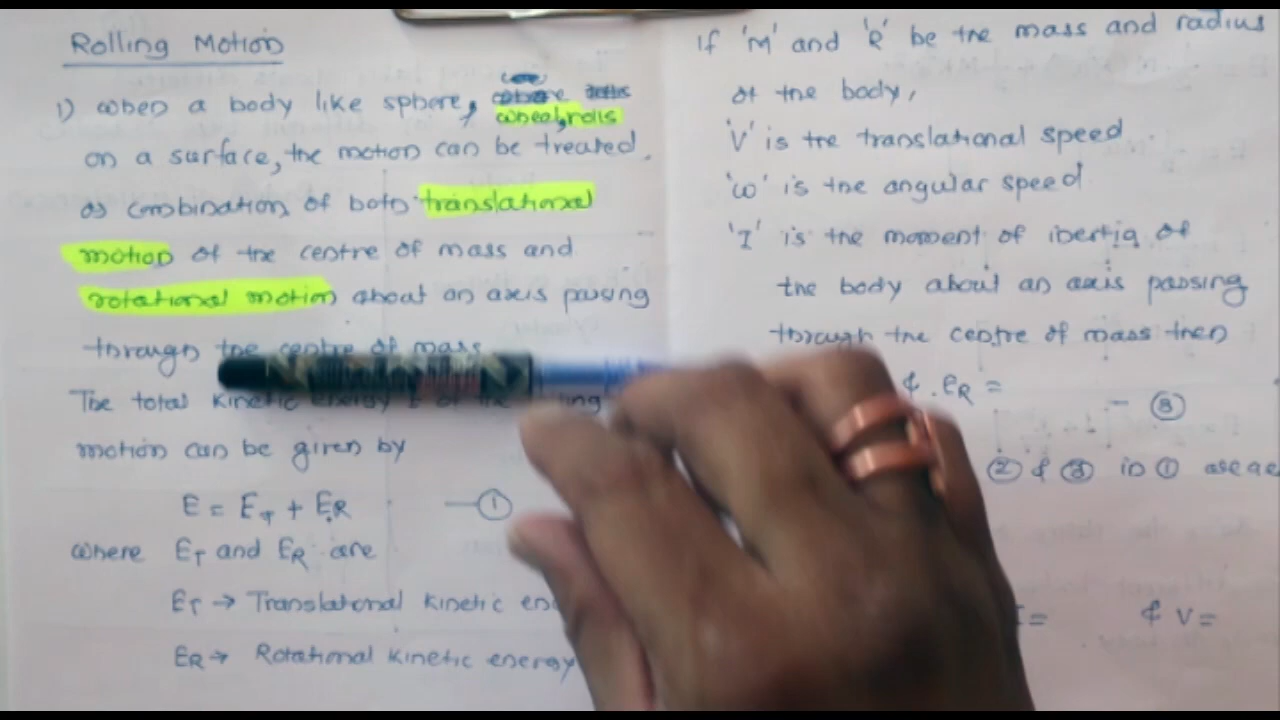 Rolling Motion
1) when a body like sphere, wheel, rolls
on a surface, the motion can be treated
as combination of both translational
motion of the centre of mass and
rotational motion about an axis passing
through the centre of mass
The total kinetic energy E of the
motion can be given by
E = ET + ER —①
where ET and ER are
ET → Translational kinetic
ER → Rotational kinetic energy
If 'M' and 'R' be the mass and radius
of the body,
'V' is the translational speed
'ω' is the angular speed
'I' is the moment of inertia of
the body about an axis passing
through the centre of mass then
& ER = - ③
② & ③ in ①
I = & V =